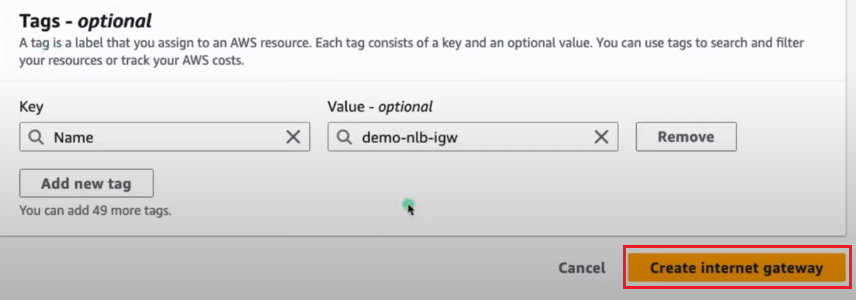 Tags - optional
A tag is a label that you assign to an AWS resource. Each tag consists of a key and an optional value. You can use tags to search and filter
your resources or track your AWS costs.
Key
Value - optional
Name
demo-nlb-igw
Remove
Add new tag
You can add 49 more tags.
Cancel
Create internet gateway